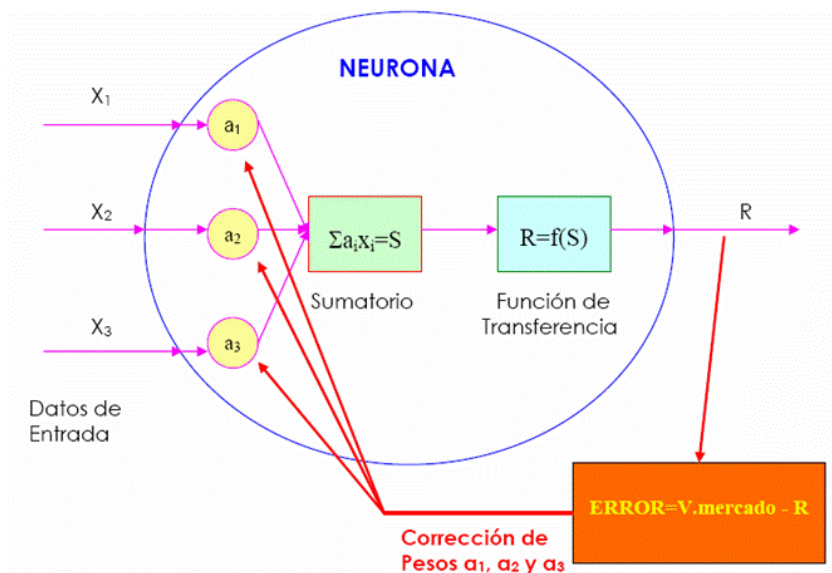 NEURONA
X₁
a₁
X₂
a₂
Σaᵢxᵢ=S
R=f(S)
R
Sumatorio
Función de
Transferencia
X₃
a₃
Datos de
Entrada
ERROR=V.mercado - R
Corrección de
Pesos a₁, a₂ y a₃